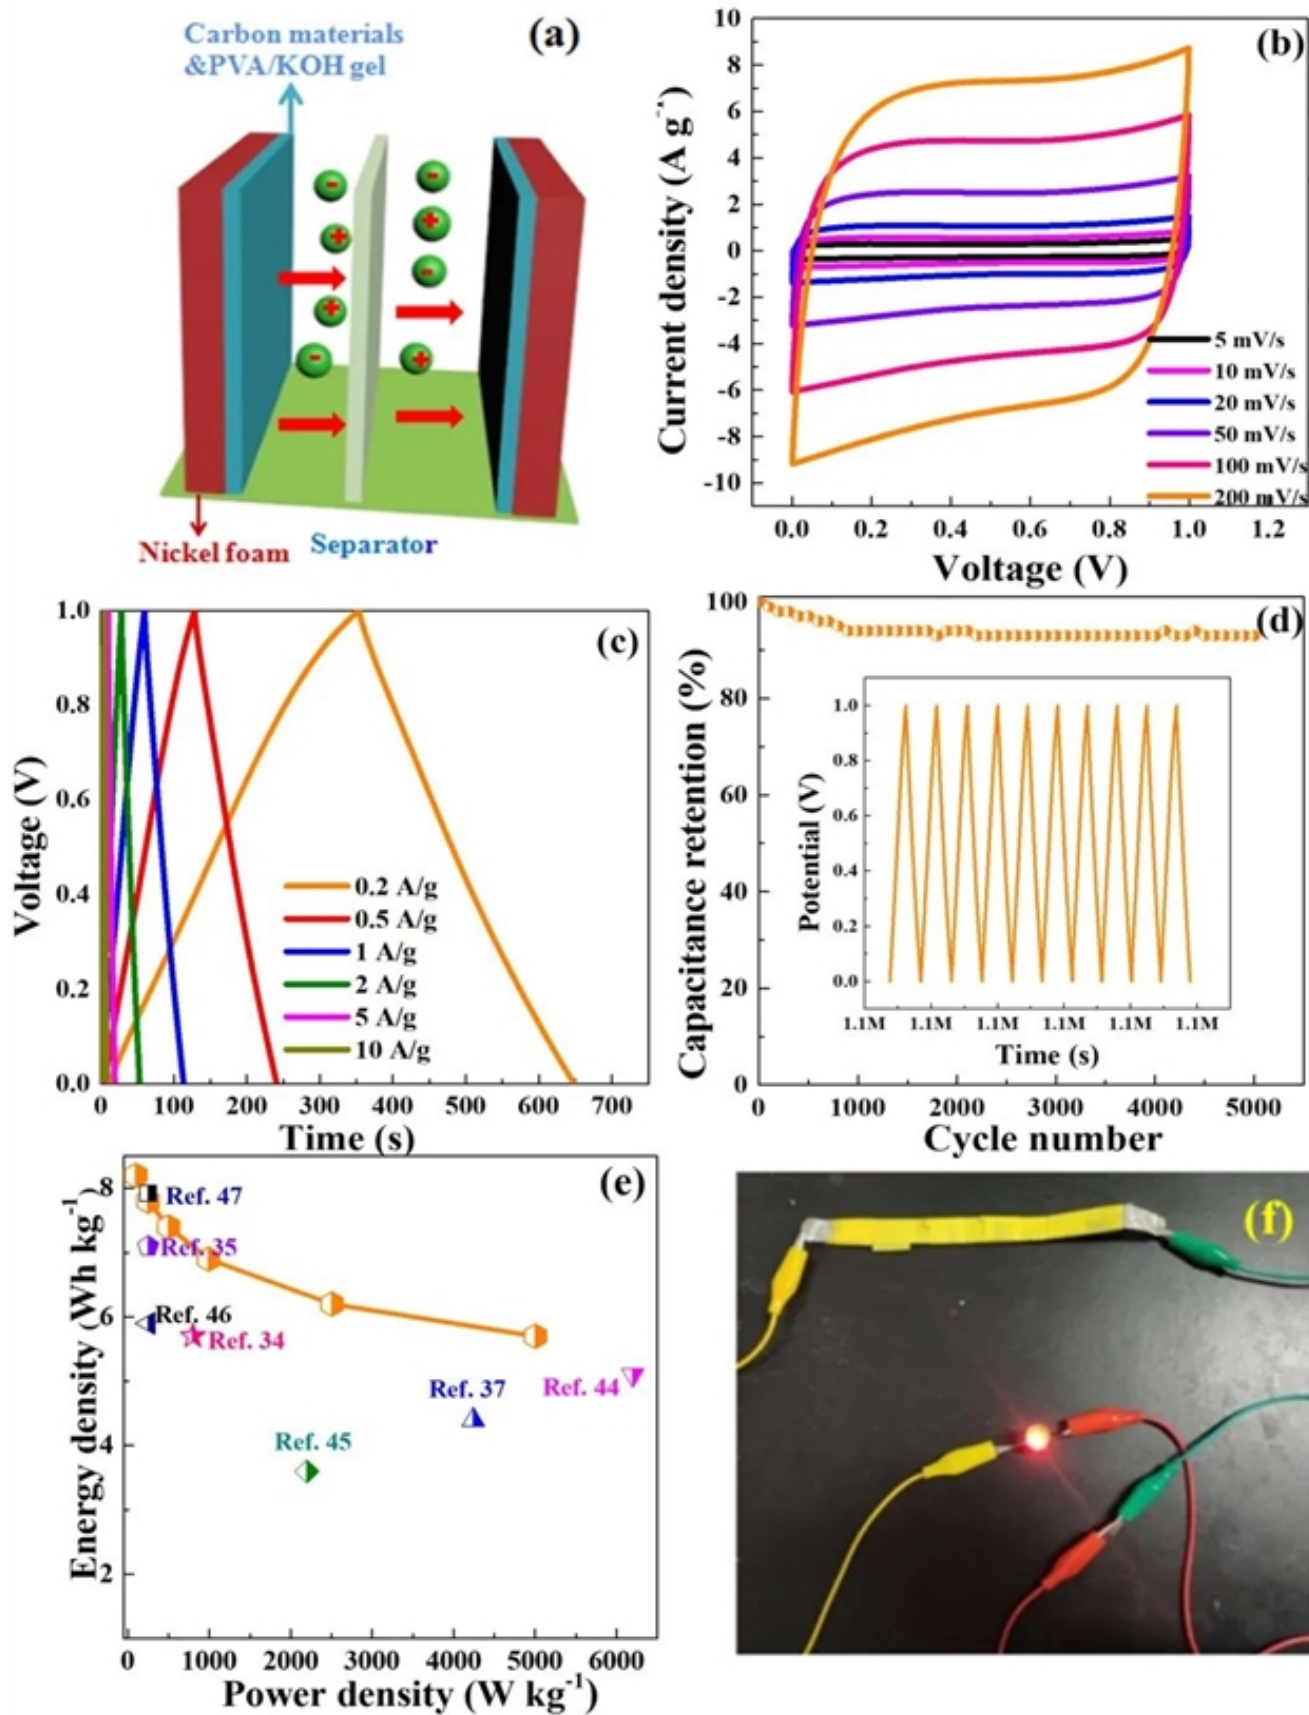 (a)
Carbon materials
&PVA/KOH gel
Nickel foam
Separator
(b)
Current density (A g⁻¹)
10
8
6
4
2
0
-2
-4
-6
-8
-10
5 mV/s
10 mV/s
20 mV/s
50 mV/s
100 mV/s
200 mV/s
0.0 0.2 0.4 0.6 0.8 1.0 1.2
Voltage (V)
(c)
Voltage (V)
1.0
0.8
0.6
0.4
0.2
0.0
0.2 A/g
0.5 A/g
1 A/g
2 A/g
5 A/g
10 A/g
0 100 200 300 400 500 600 700
Time (s)
(d)
Capacitance retention (%)
100
80
60
40
20
0
Potential (V)
1.0
0.8
0.6
0.4
0.2
0.0
1.1M 1.1M 1.1M 1.1M 1.1M 1.1M
Time (s)
0 1000 2000 3000 4000 5000
Cycle number
(e)
Energy density (Wh kg⁻¹)
8
6
4
2
Ref. 47
Ref. 35
Ref. 46
Ref. 34
Ref. 37
Ref. 44
Ref. 45
0 1000 2000 3000 4000 5000 6000
Power density (W kg⁻¹)
(f)